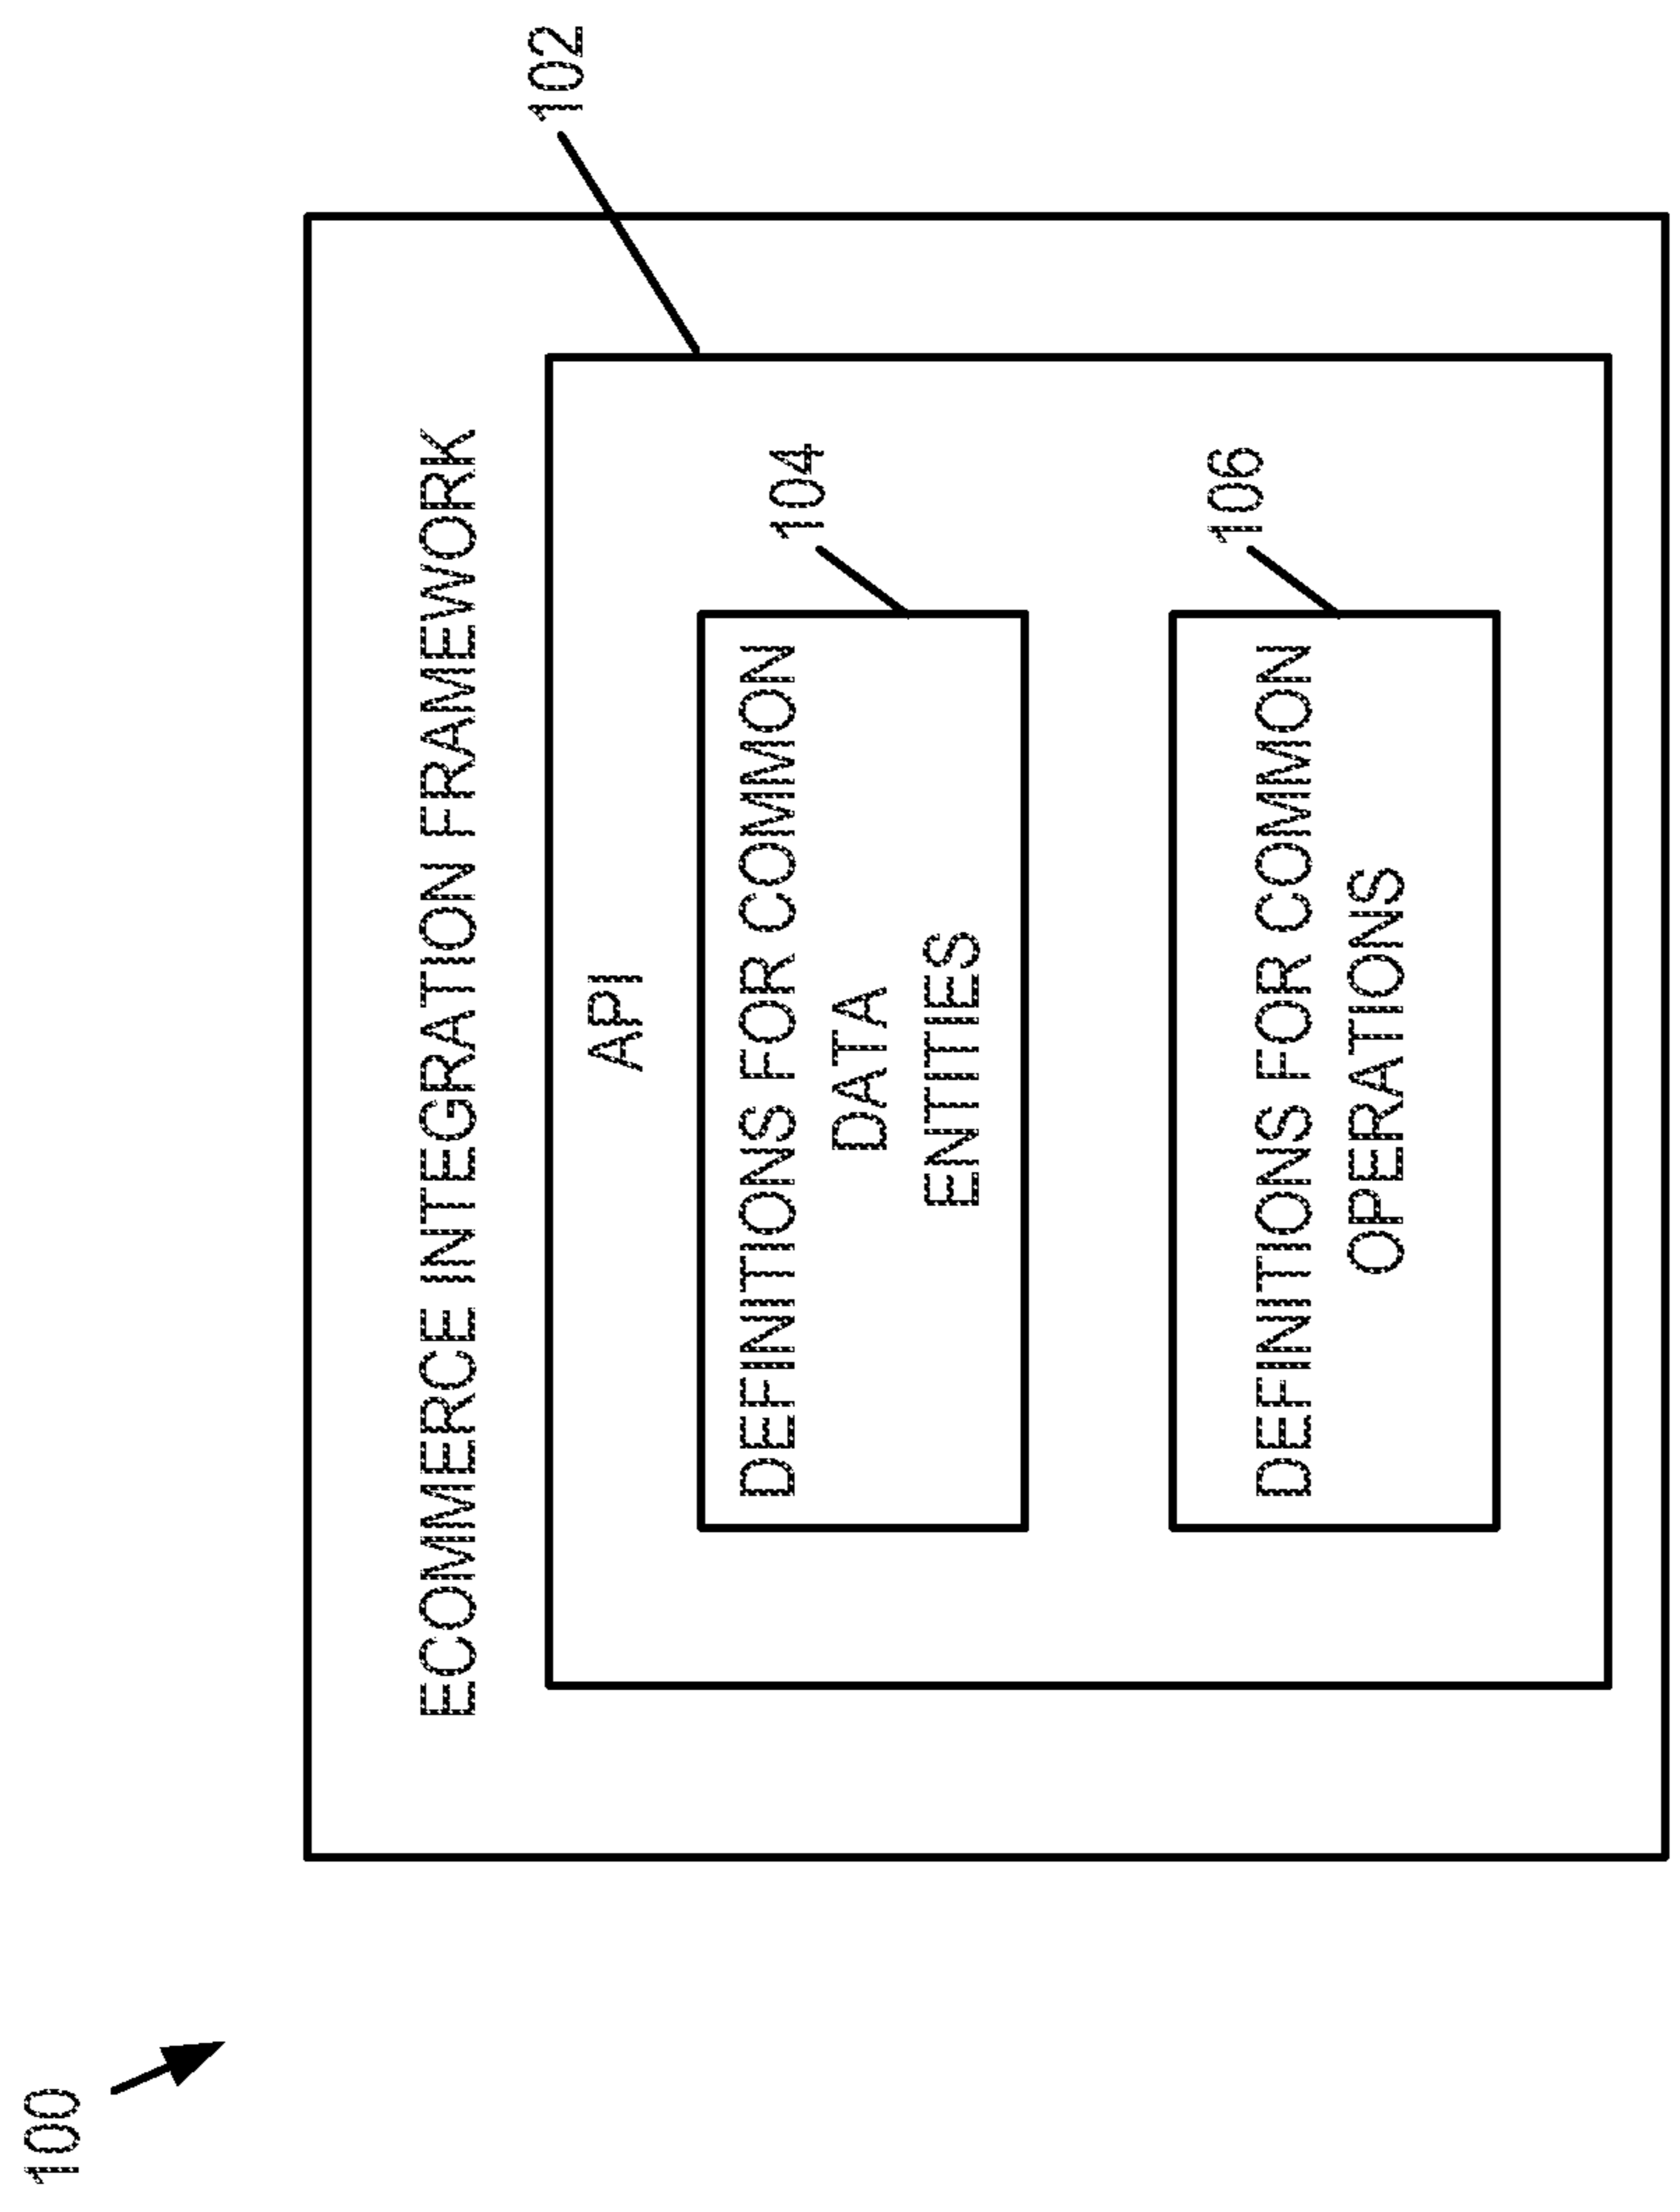 100
ECOMMERCE INTEGRATION FRAMEWORK
102
API
104
DEFINITIONS FOR COMMON
DATA
ENTITIES
106
DEFINITIONS FOR COMMON
OPERATIONS